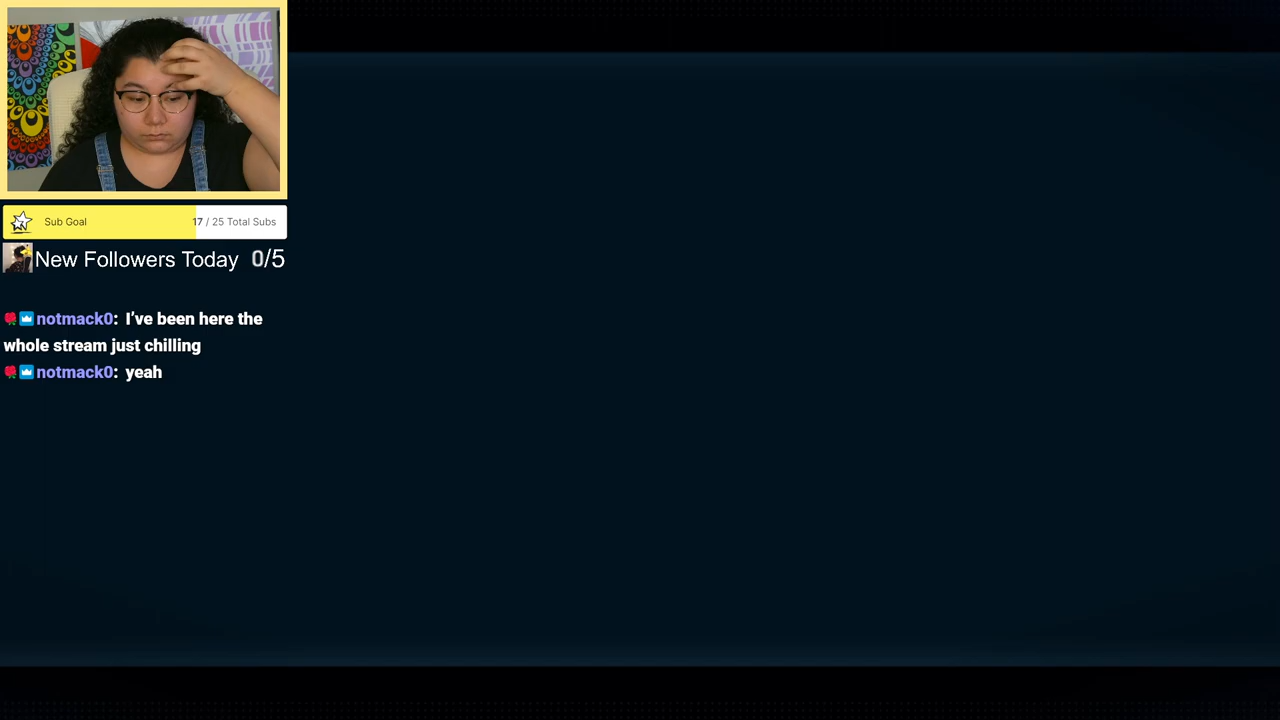 Sub Goal 17 / 25 Total Subs
New Followers Today 0/5
notmack0: I’ve been here the
whole stream just chilling
notmack0: yeah